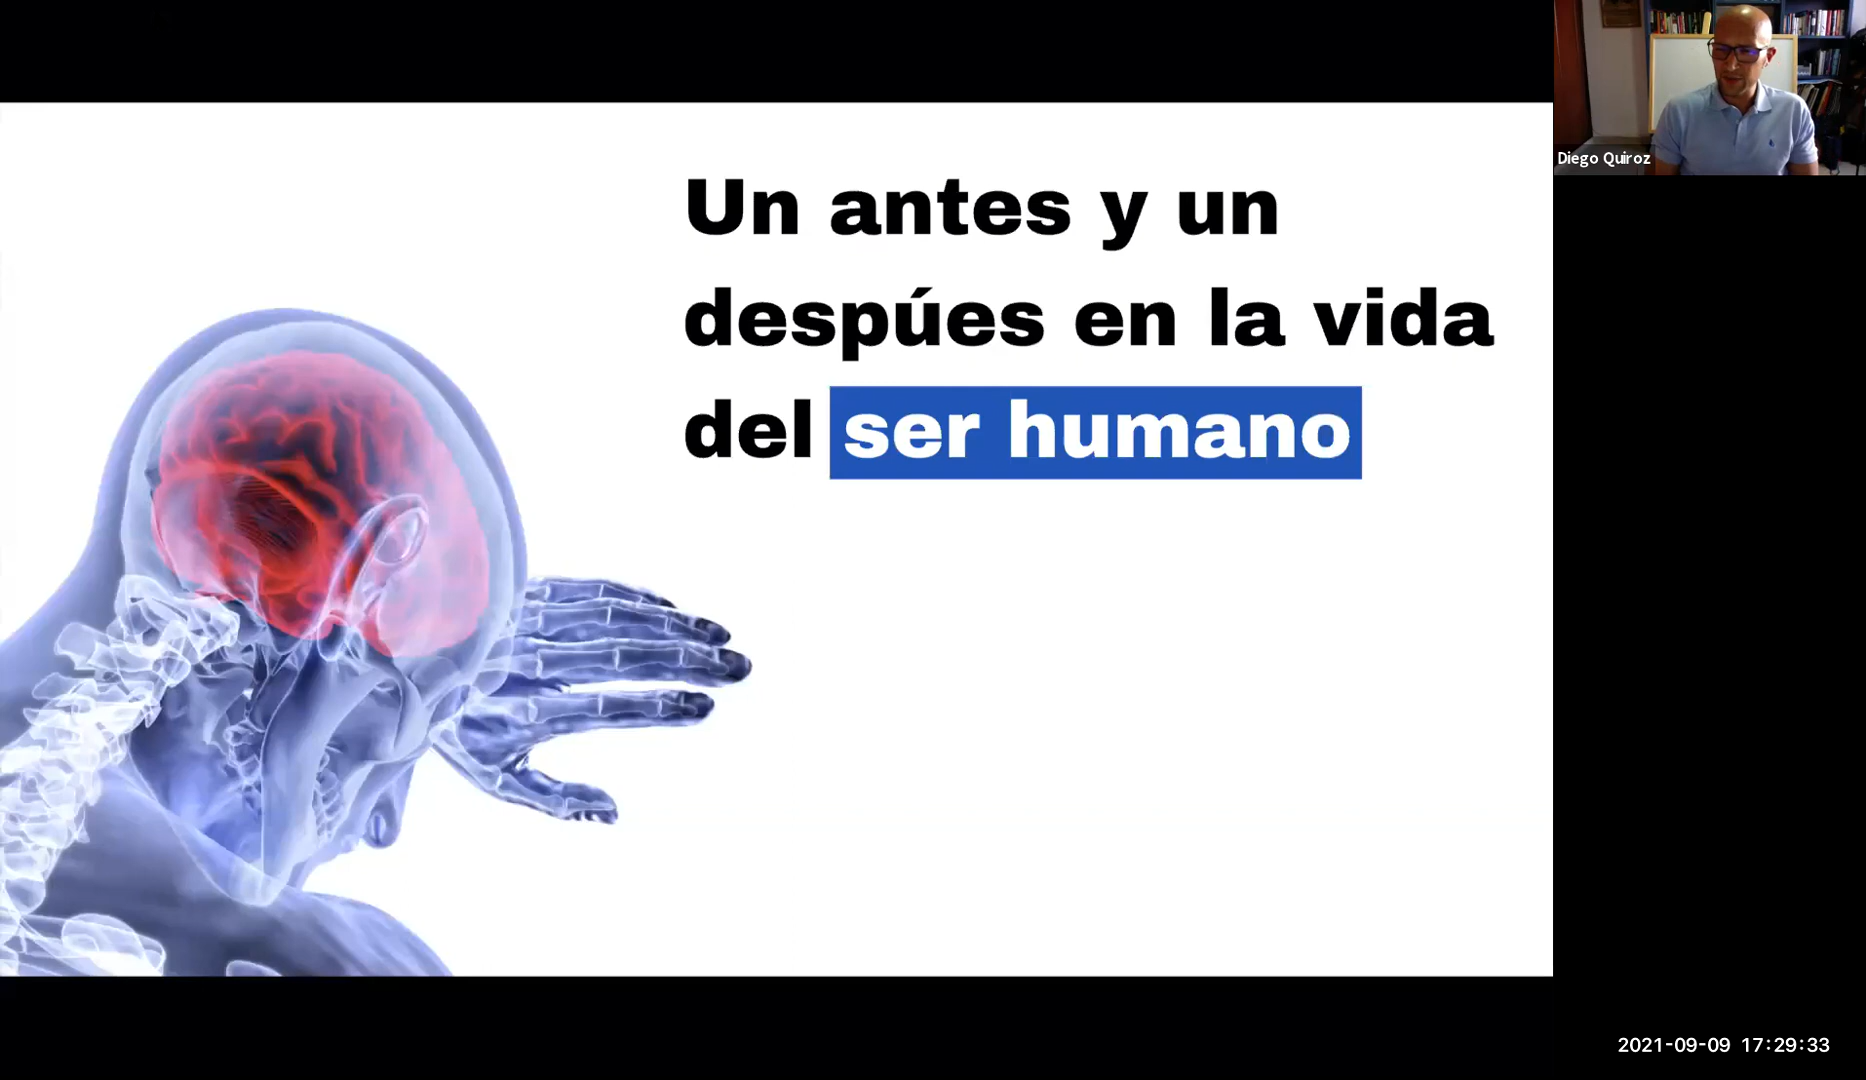 Un antes y un
despúes en la vida
del ser humano
Diego Quiroz
2021-09-09 17:29:33